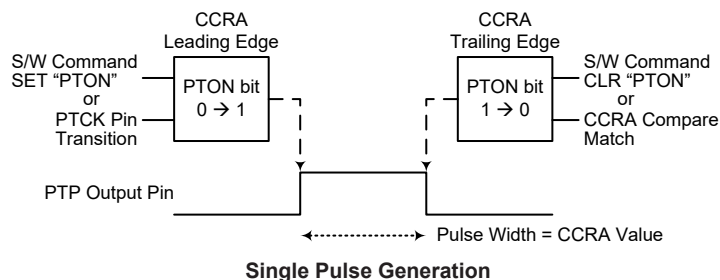 CCRA
Leading Edge
S/W Command
SET “PTON”
or
PTCK Pin
Transition
PTON bit
0 → 1
CCRA
Trailing Edge
PTON bit
1 → 0
S/W Command
CLR “PTON”
or
CCRA Compare
Match
PTP Output Pin
Pulse Width = CCRA Value
Single Pulse Generation